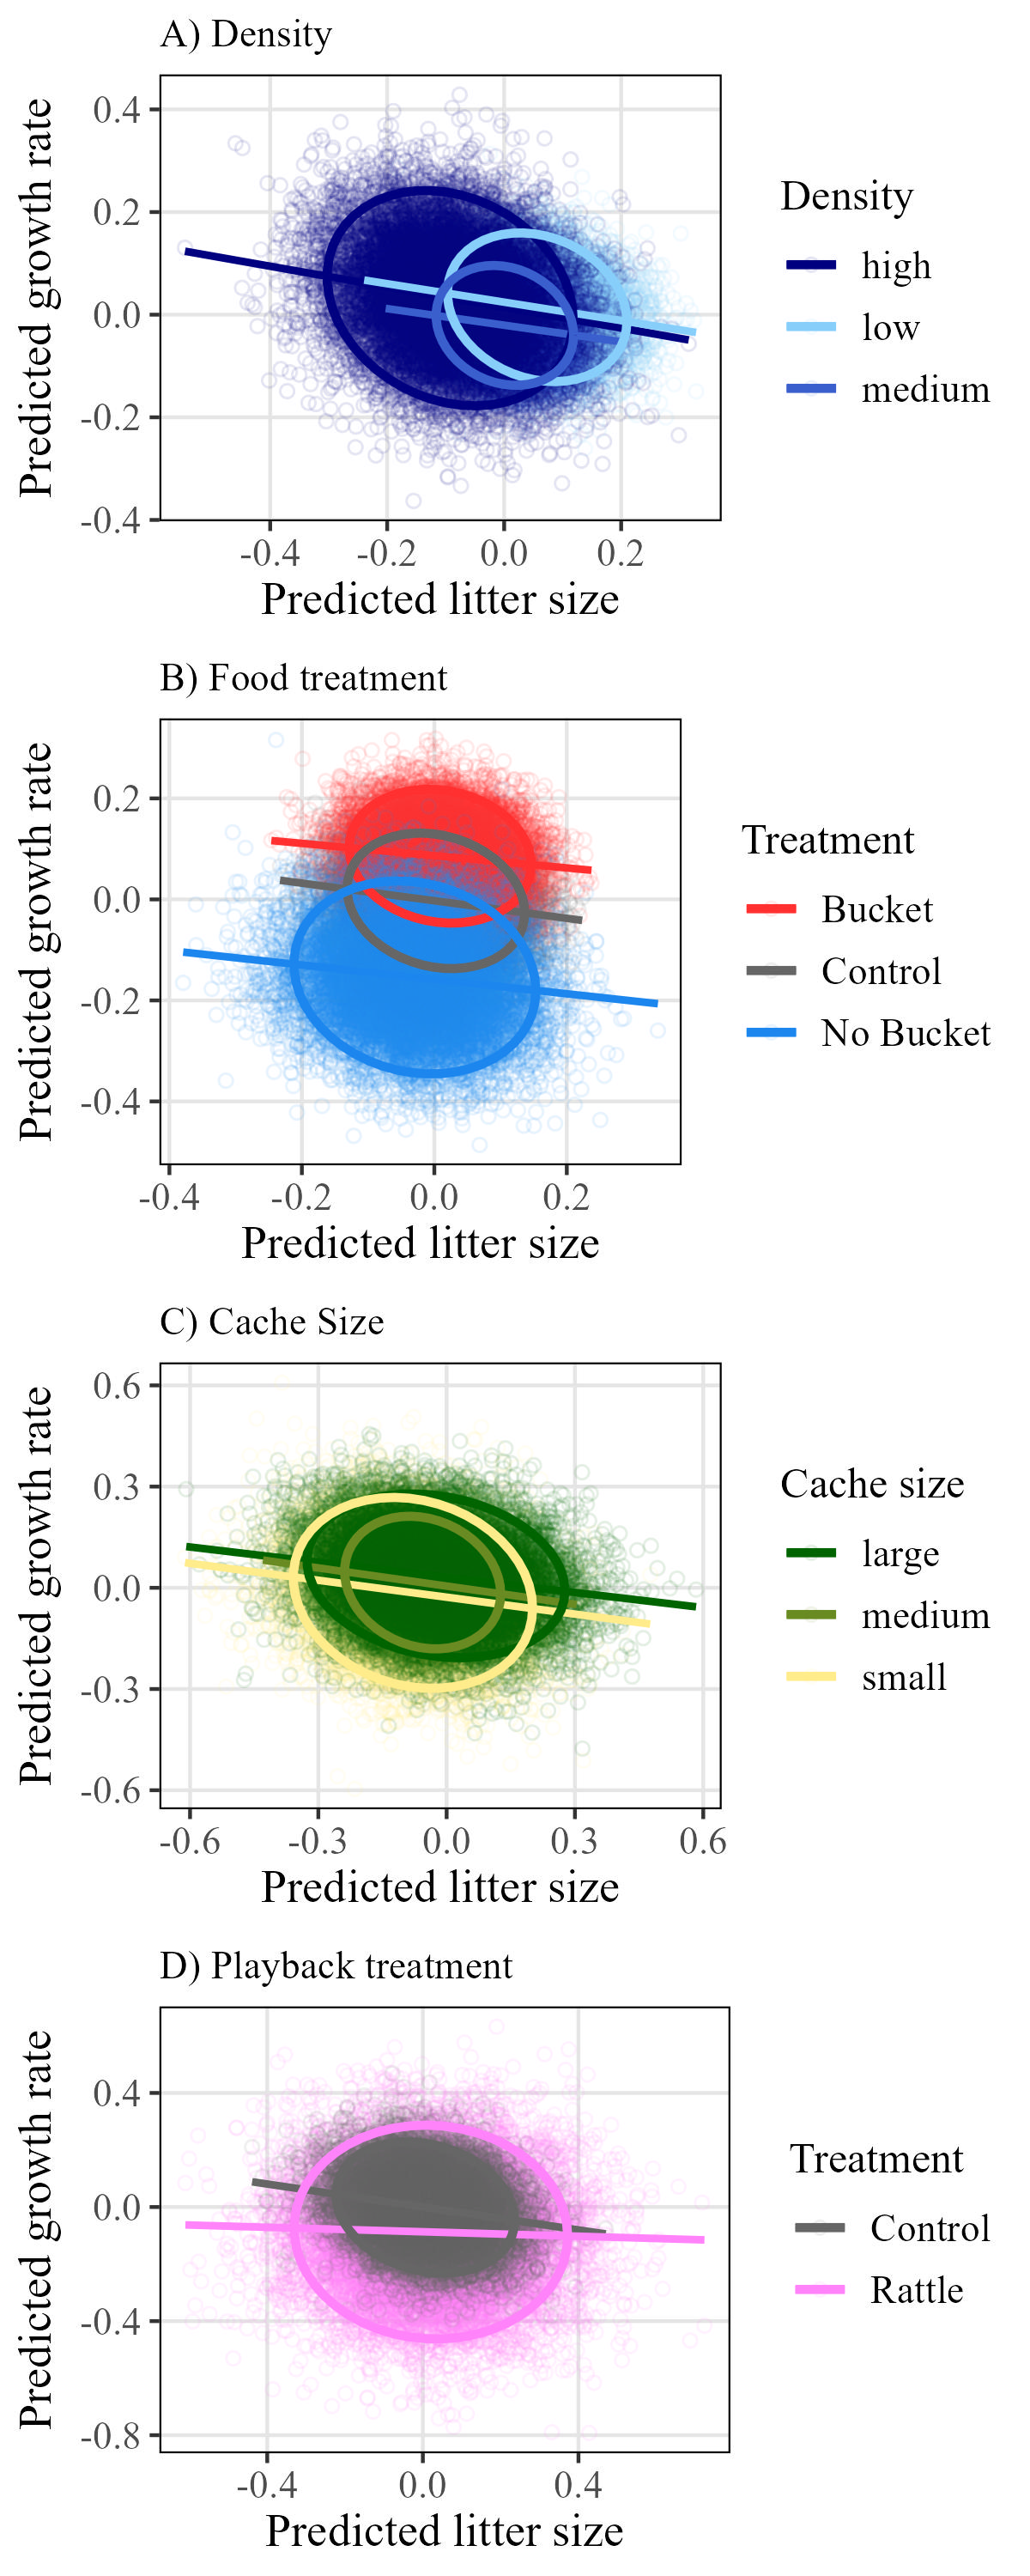 A) Density
Predicted growth rate
0.4
0.2
0.0
-0.2
-0.4
-0.4 -0.2 0.0 0.2
Predicted litter size
Density
high
low
medium
B) Food treatment
Predicted growth rate
0.2
0.0
-0.2
-0.4
-0.4 -0.2 0.0 0.2
Predicted litter size
Treatment
Bucket
Control
No Bucket
C) Cache Size
Predicted growth rate
0.6
0.3
0.0
-0.3
-0.6
-0.6 -0.3 0.0 0.3 0.6
Predicted litter size
Cache size
large
medium
small
D) Playback treatment
Predicted growth rate
0.4
0.0
-0.4
-0.8
-0.4 0.0 0.4
Predicted litter size
Treatment
Control
Rattle